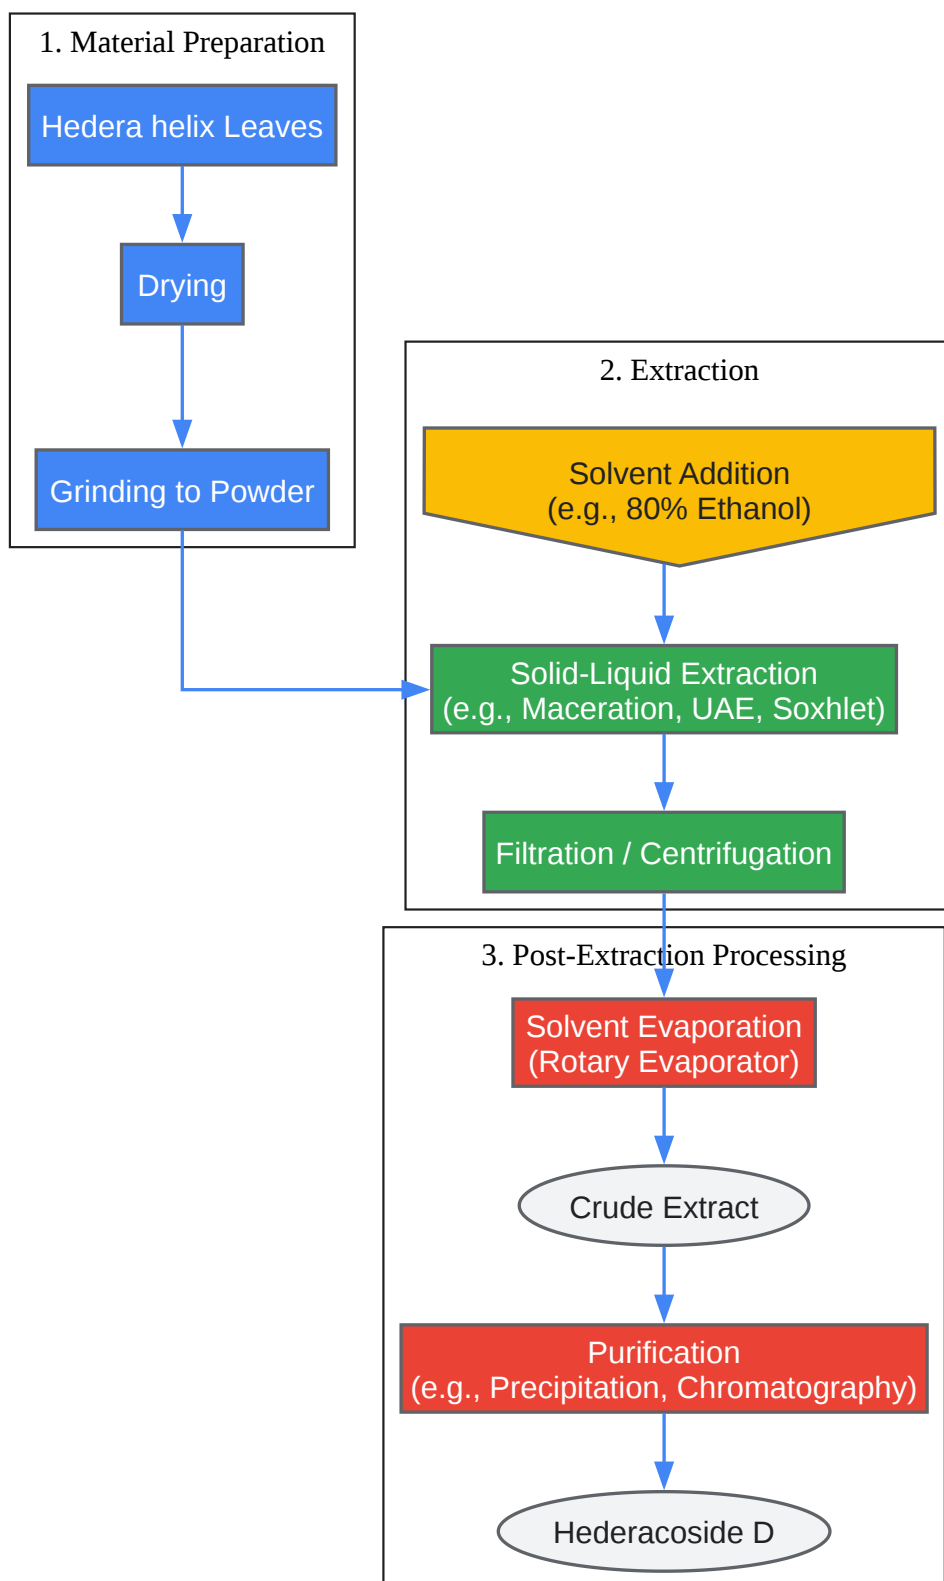 1. Material Preparation
Hedera helix Leaves
Drying
Grinding to Powder
2. Extraction
Solvent Addition
(e.g., 80% Ethanol)
Solid-Liquid Extraction
(e.g., Maceration, UAE, Soxhlet)
Filtration / Centrifugation
3. Post-Extraction Processing
Solvent Evaporation
(Rotary Evaporator)
Crude Extract
Purification
(e.g., Precipitation, Chromatography)
Hederacoside D